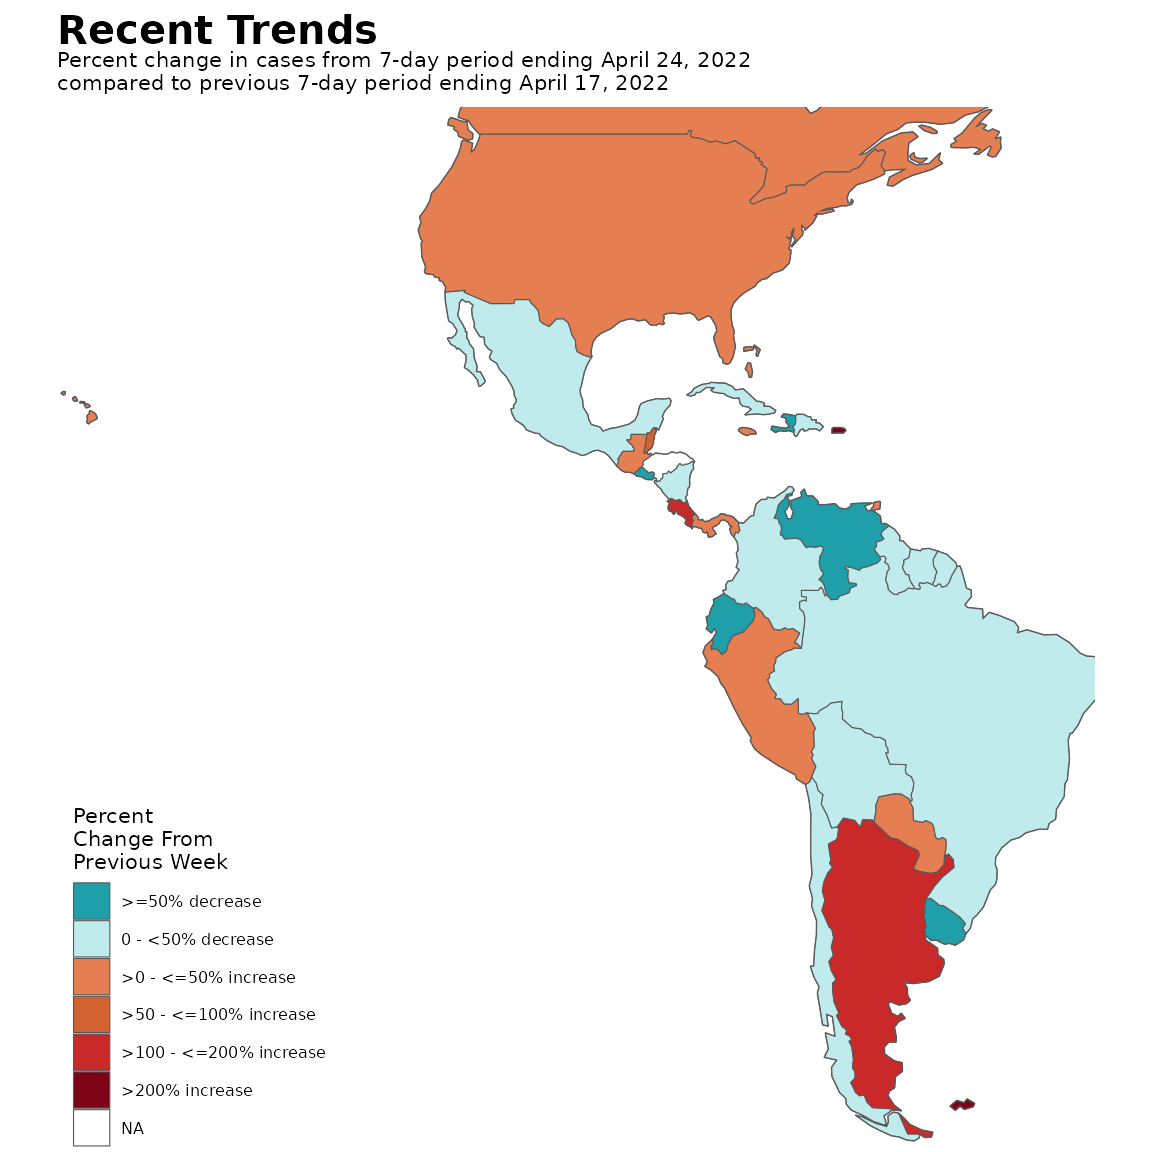 Recent Trends
Percent change in cases from 7-day period ending April 24, 2022
compared to previous 7-day period ending April 17, 2022
Percent
Change From
Previous Week
>=50% decrease
0 - <50% decrease
>0 - <=50% increase
>50 - <=100% increase
>100 - <=200% increase
>200% increase
NA